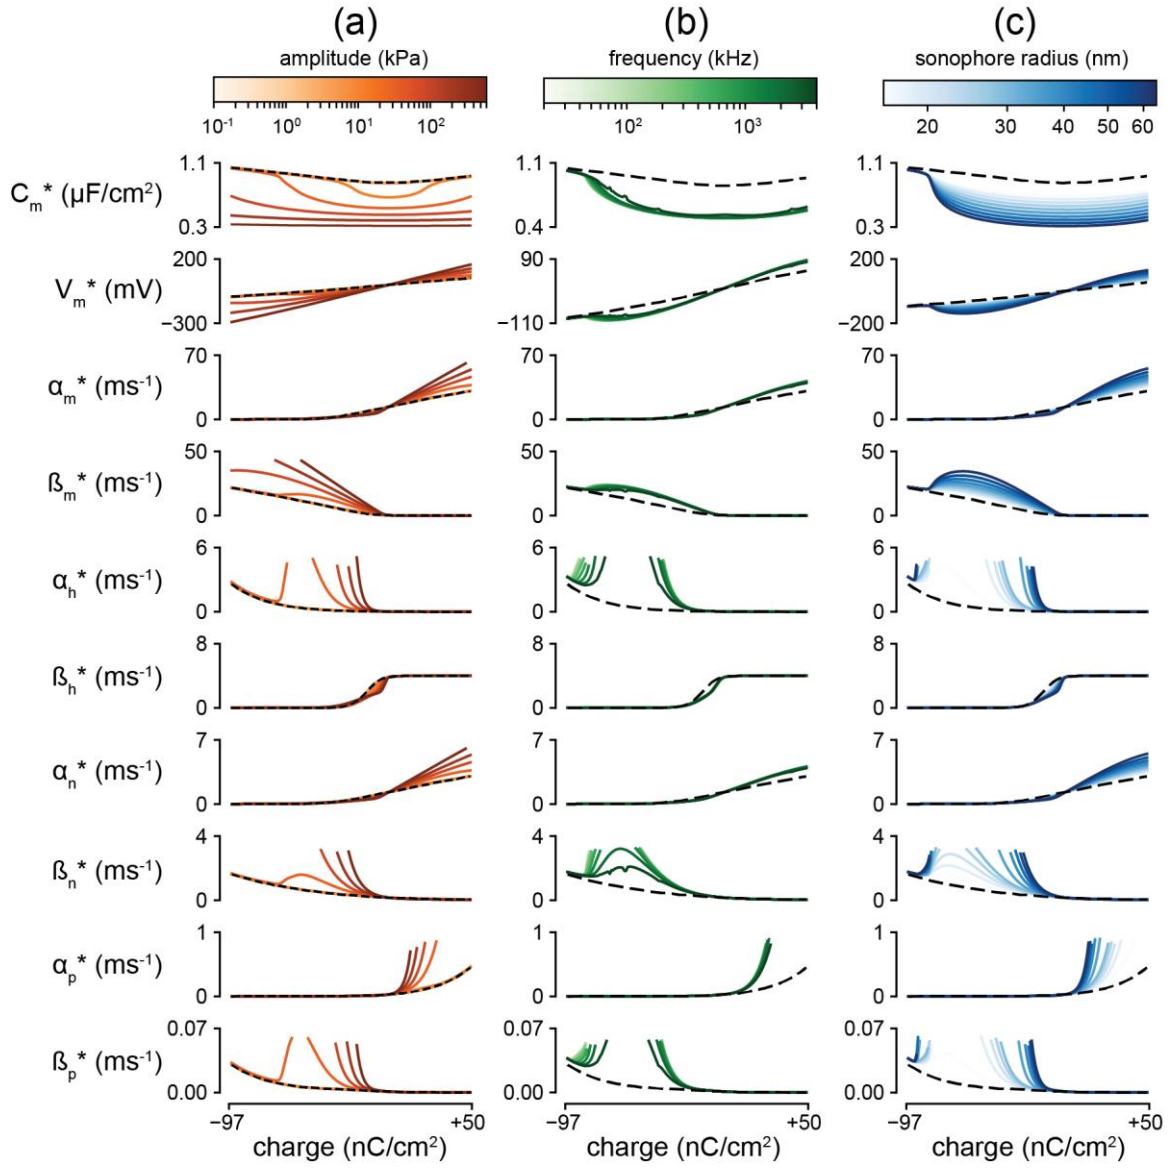 (a) (b) (c)
amplitude (kPa) frequency (kHz) sonophore radius (nm)
10⁻¹ 10⁰ 10¹ 10² 10² 10³ 20 30 40 50 60
Cₘ* (µF/cm²) 1.1 0.3 1.1 0.4 1.1 0.3
Vₘ* (mV) 200 −300 90 −110 200 −200
αₘ* (ms⁻¹) 70 0 70 0 70 0
ßₘ* (ms⁻¹) 50 0 50 0 50 0
αₕ* (ms⁻¹) 6 0 6 0 6 0
ßₕ* (ms⁻¹) 8 0 8 0 8 0
αₙ* (ms⁻¹) 7 0 7 0 7 0
ßₙ* (ms⁻¹) 4 0 4 0 4 0
αₚ* (ms⁻¹) 1 0 1 0 1 0
ßₚ* (ms⁻¹) 0.07 0.00 0.07 0.00 0.07 0.00
−97 +50 −97 +50 −97 +50
charge (nC/cm²) charge (nC/cm²) charge (nC/cm²)